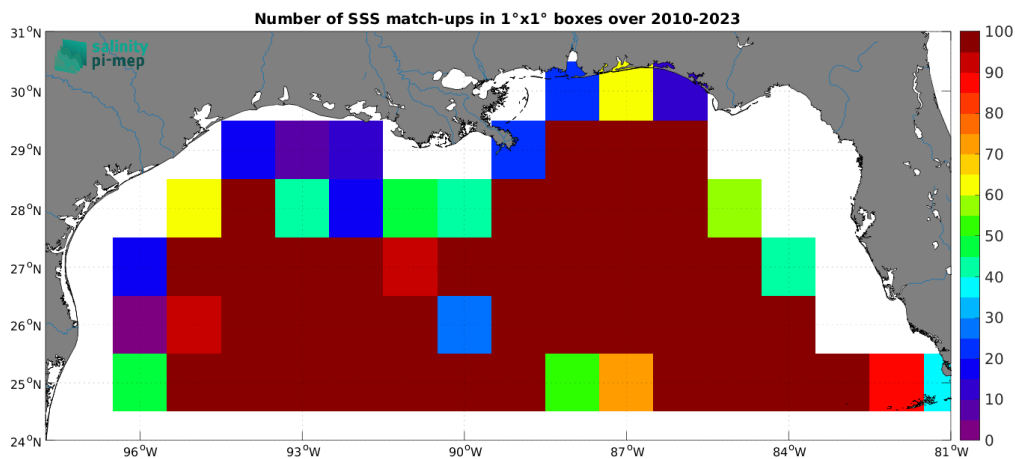 Number of SSS match-ups in 1°x1° boxes over 2010-2023
salinity
pi-mep
31°N
30°N
29°N
28°N
27°N
26°N
25°N
24°N
96°W
93°W
90°W
87°W
84°W
81°W
100
90
80
70
60
50
40
30
20
10
0